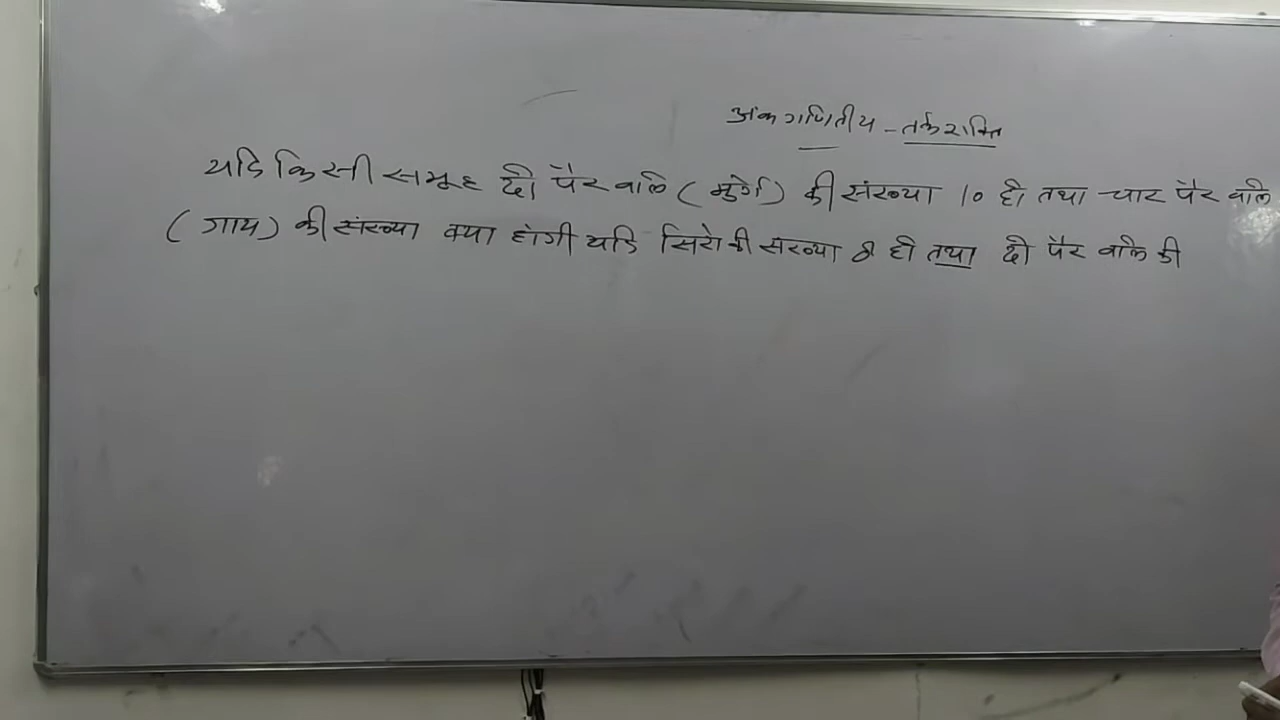 अंकगणितीय - तर्कशक्ति
यदि किसी समूह दो पैर वाले ( मुर्गे ) की संख्या 10 हो तथा चार पैर वाले
( गाय ) की संख्या क्या होगी यदि सिरो की संख्या 8 हो तथा दो पैर वाले की